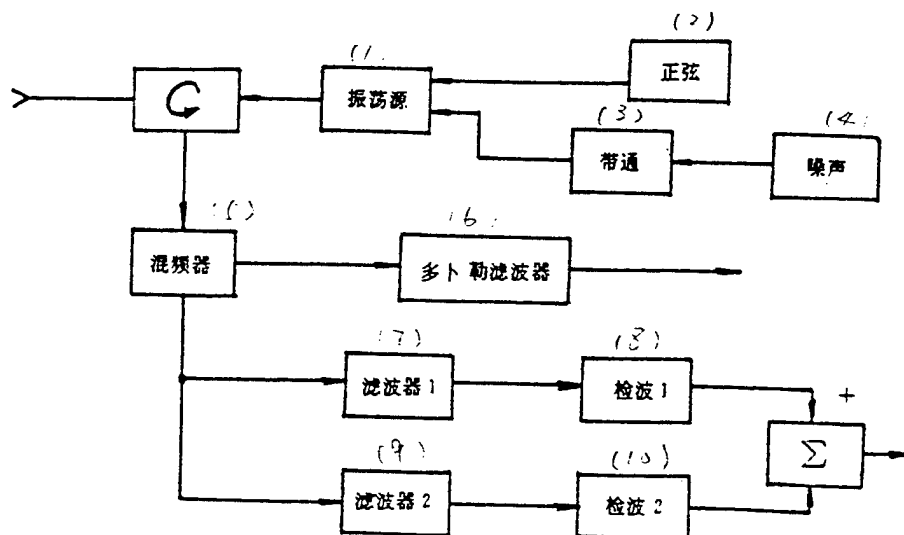 (2)
正弦
(1)
振荡源
(3)
带通
(4)
噪声
(5)
混频器
(6)
多卜勒滤波器
(7)
滤波器1
(8)
检波1
+
Σ
(9)
滤波器2
(10)
检波2